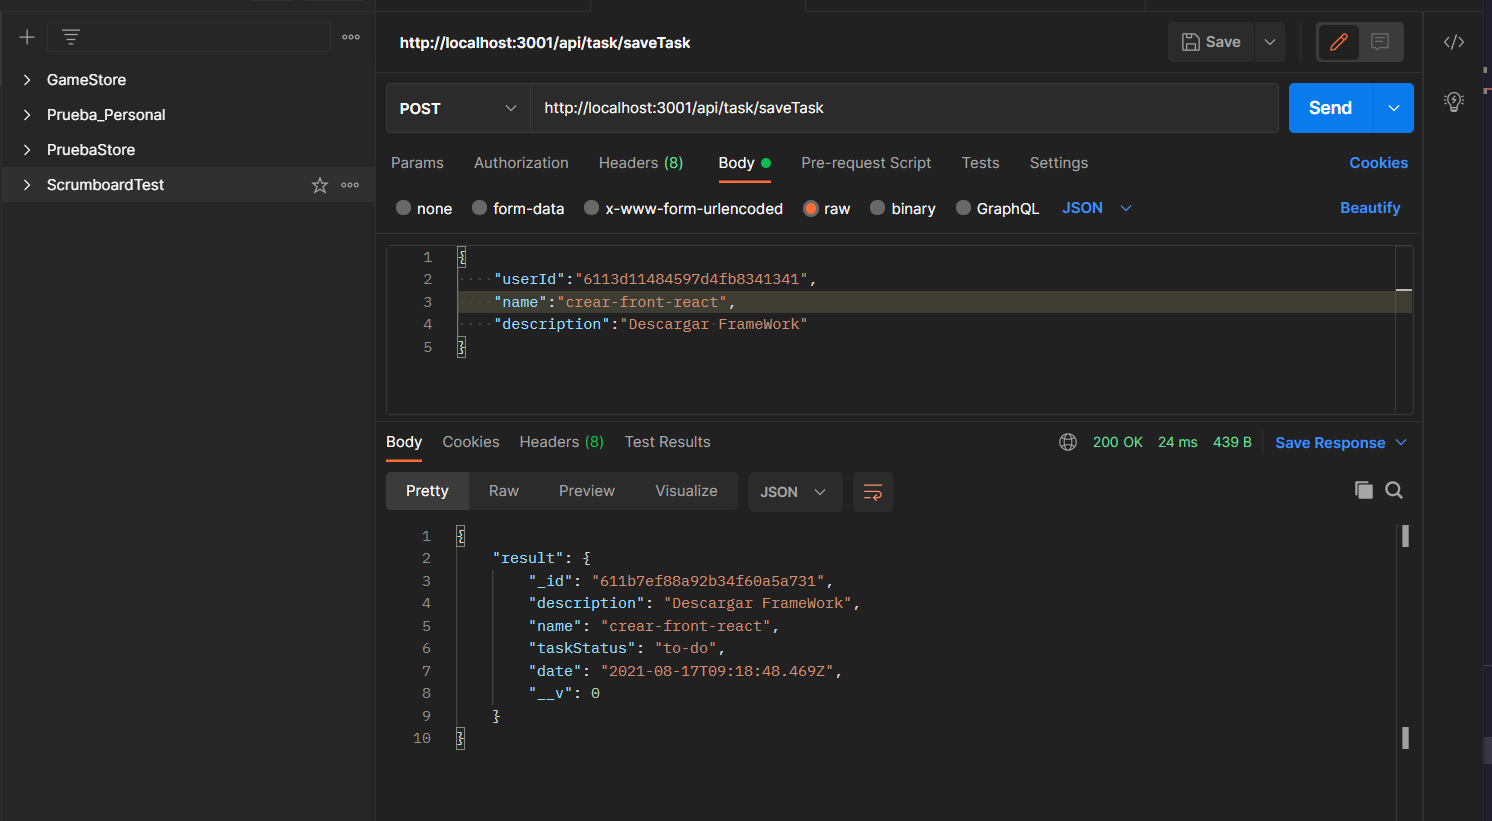 GameStore
Prueba_Personal
PruebaStore
ScrumboardTest
http://localhost:3001/api/task/saveTask
Save
POST
http://localhost:3001/api/task/saveTask
Send
Params Authorization Headers (8) Body Pre-request Script Tests Settings Cookies
none form-data x-www-form-urlencoded raw binary GraphQL JSON Beautify
1 {
2 "userId":"6113d11484597d4fb8341341",
3 "name":"crear-front-react",
4 "description":"Descargar FrameWork"
5 }
Body Cookies Headers (8) Test Results 200 OK 24 ms 439 B Save Response
Pretty Raw Preview Visualize JSON
1 {
2 "result": {
3 "_id": "611b7ef88a92b34f60a5a731",
4 "description": "Descargar FrameWork",
5 "name": "crear-front-react",
6 "taskStatus": "to-do",
7 "date": "2021-08-17T09:18:48.469Z",
8 "__v": 0
9 }
10 }